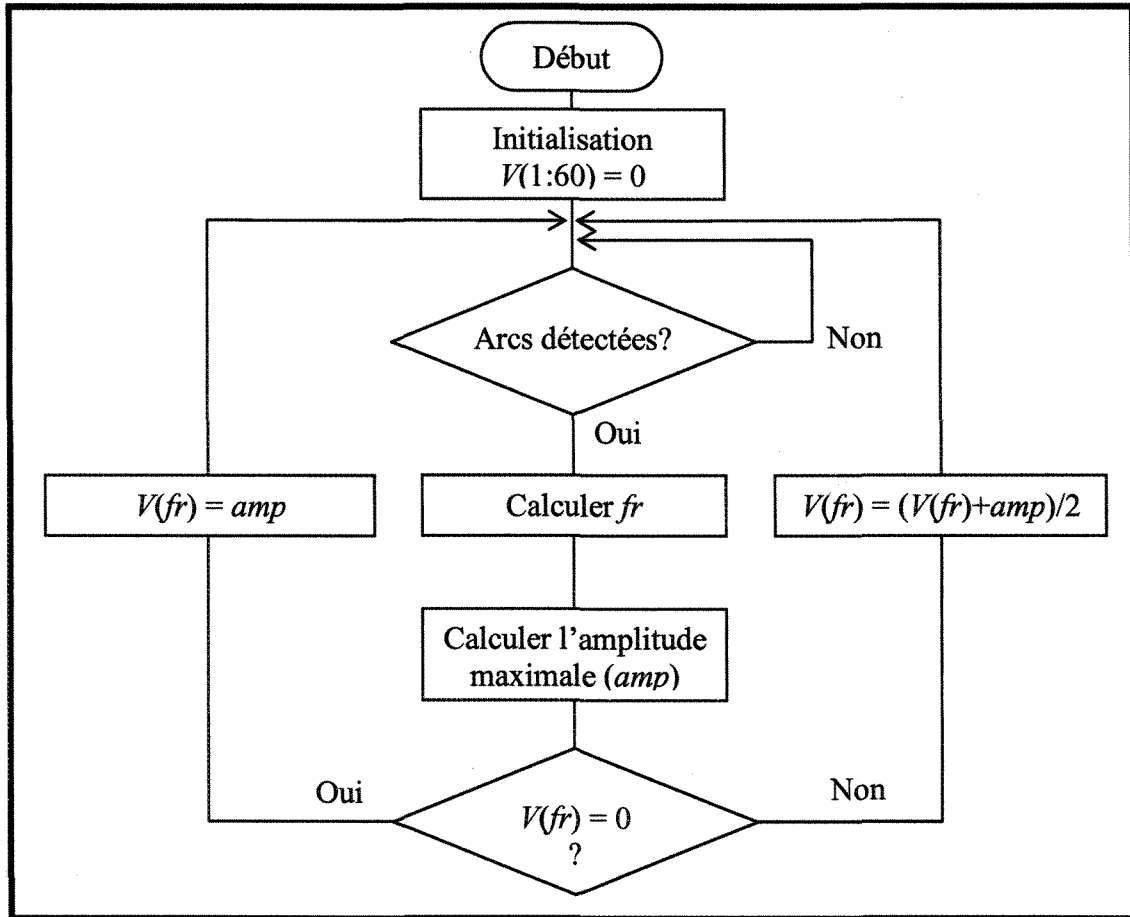 Début
Initialisation
V(1:60) = 0
Arcs détectées?
Non
Oui
V(fr) = amp
Calculer fr
V(fr) = (V(fr)+amp)/2
Calculer l’amplitude
maximale (amp)
Oui
Non
V(fr) = 0
?